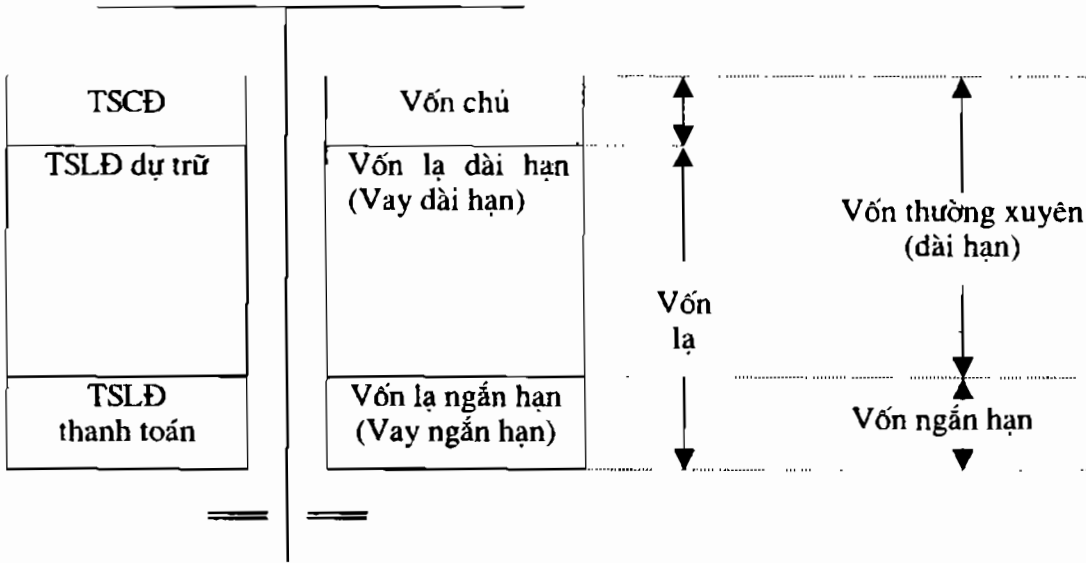 TSCĐ
TSLĐ dự trữ
TSLĐ
thanh toán
Vốn chủ
Vốn lạ dài hạn
(Vay dài hạn)
Vốn lạ ngắn hạn
(Vay ngắn hạn)
Vốn
lạ
Vốn thường xuyên
(dài hạn)
Vốn ngắn hạn